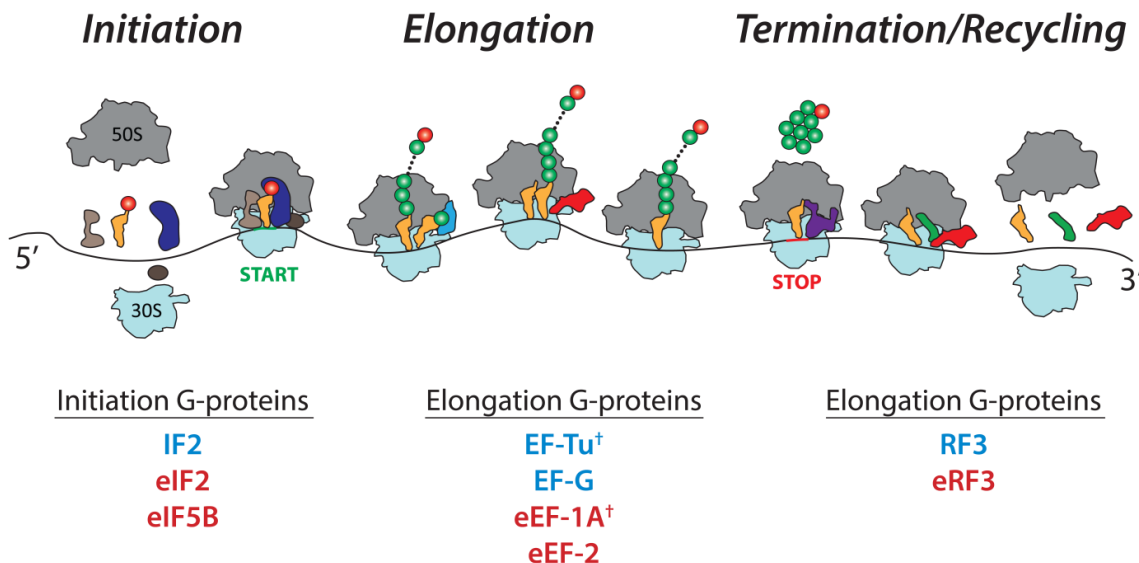 Initiation
Elongation
Termination/Recycling
50S
5′
START
STOP
3′
30S
Initiation G-proteins
IF2
eIF2
eIF5B
Elongation G-proteins
EF-Tu†
EF-G
eEF-1A†
eEF-2
Elongation G-proteins
RF3
eRF3